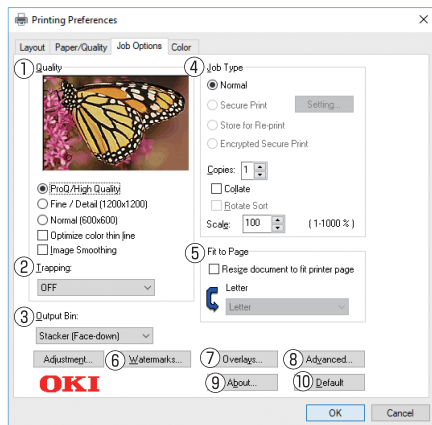 Printing Preferences
Layout Paper/Quality Job Options Color
① Quality
ProQ/High Quality
Fine / Detail (1200x1200)
Normal (600x600)
Optimize color thin line
Image Smoothing
② Trapping:
OFF
③ Output Bin:
Stacker (Face-down)
④ Job Type
Normal
Secure Print Setting...
Store for Re-print
Encrypted Secure Print
Copies: 1
Collate
Rotate Sort
Scale: 100 (1-1000 %)
⑤ Fit to Page
Resize document to fit printer page
Letter
Letter
Adjustment... ⑥ Watermarks... ⑦ Overlays... ⑧ Advanced...
OKI ⑨ About... ⑩ Default
OK Cancel